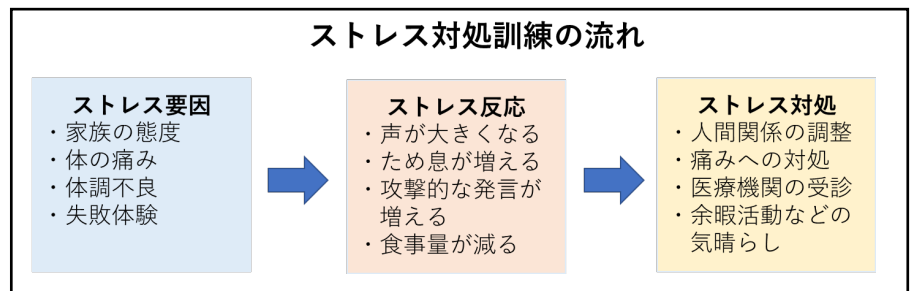 ストレス対処訓練の流れ
ストレス要因
・家族の態度
・体の痛み
・体調不良
・失敗体験
ストレス反応
・声が大きくなる
・ため息が増える
・攻撃的な発言が
増える
・食事量が減る
ストレス対処
・人間関係の調整
・痛みへの対処
・医療機関の受診
・余暇活動などの
気晴らし